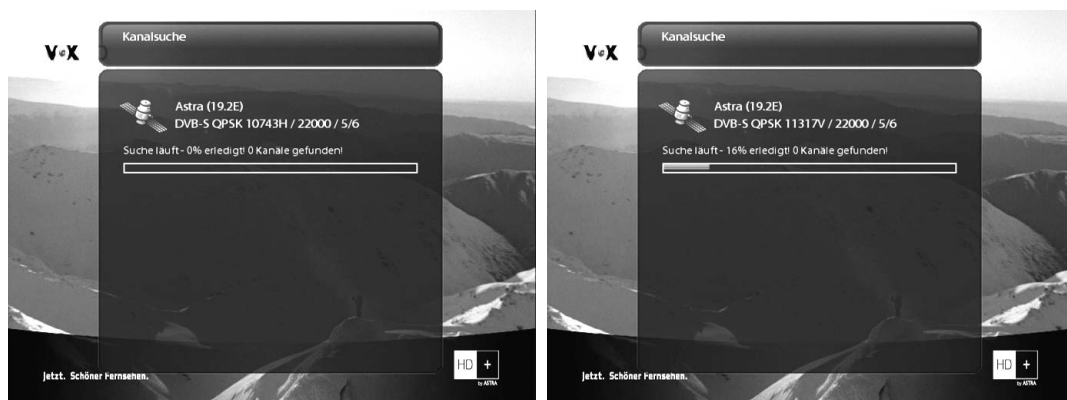 Kanalsuche
VOX
Astra (19.2E)
DVB-S QPSK 10743H / 22000 / 5/6
Suche läuft - 0% erledigt! 0 Kanäle gefunden!
HD +
by ASTRA
Jetzt. Schöner Fernsehen.
Kanalsuche
VOX
Astra (19.2E)
DVB-S QPSK 11317V / 22000 / 5/6
Suche läuft - 16% erledigt! 0 Kanäle gefunden!
HD +
by ASTRA
Jetzt. Schöner Fernsehen.